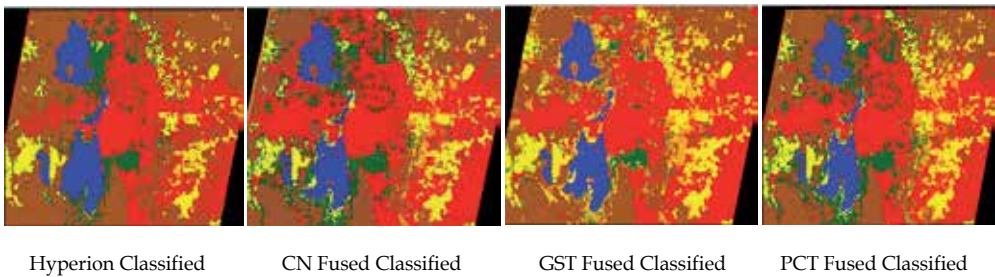 Hyperion Classified
CN Fused Classified
GST Fused Classified
PCT Fused Classified